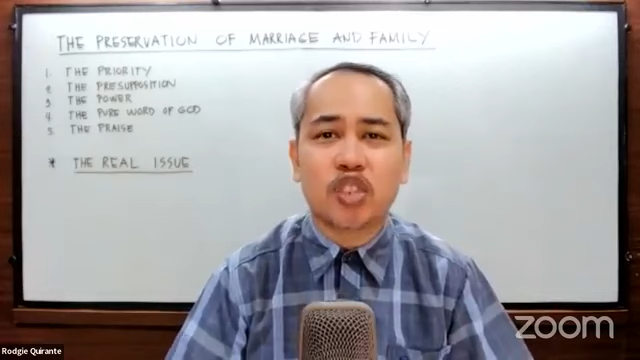 THE PRESERVATION OF MARRIAGE AND FAMILY
1. THE PRIORITY
2. THE PRESUPPOSITION
3. THE POWER
4. THE PURE WORD OF GOD
5. THE PRAISE
* THE REAL ISSUE
zoom
Rodgie Quirante